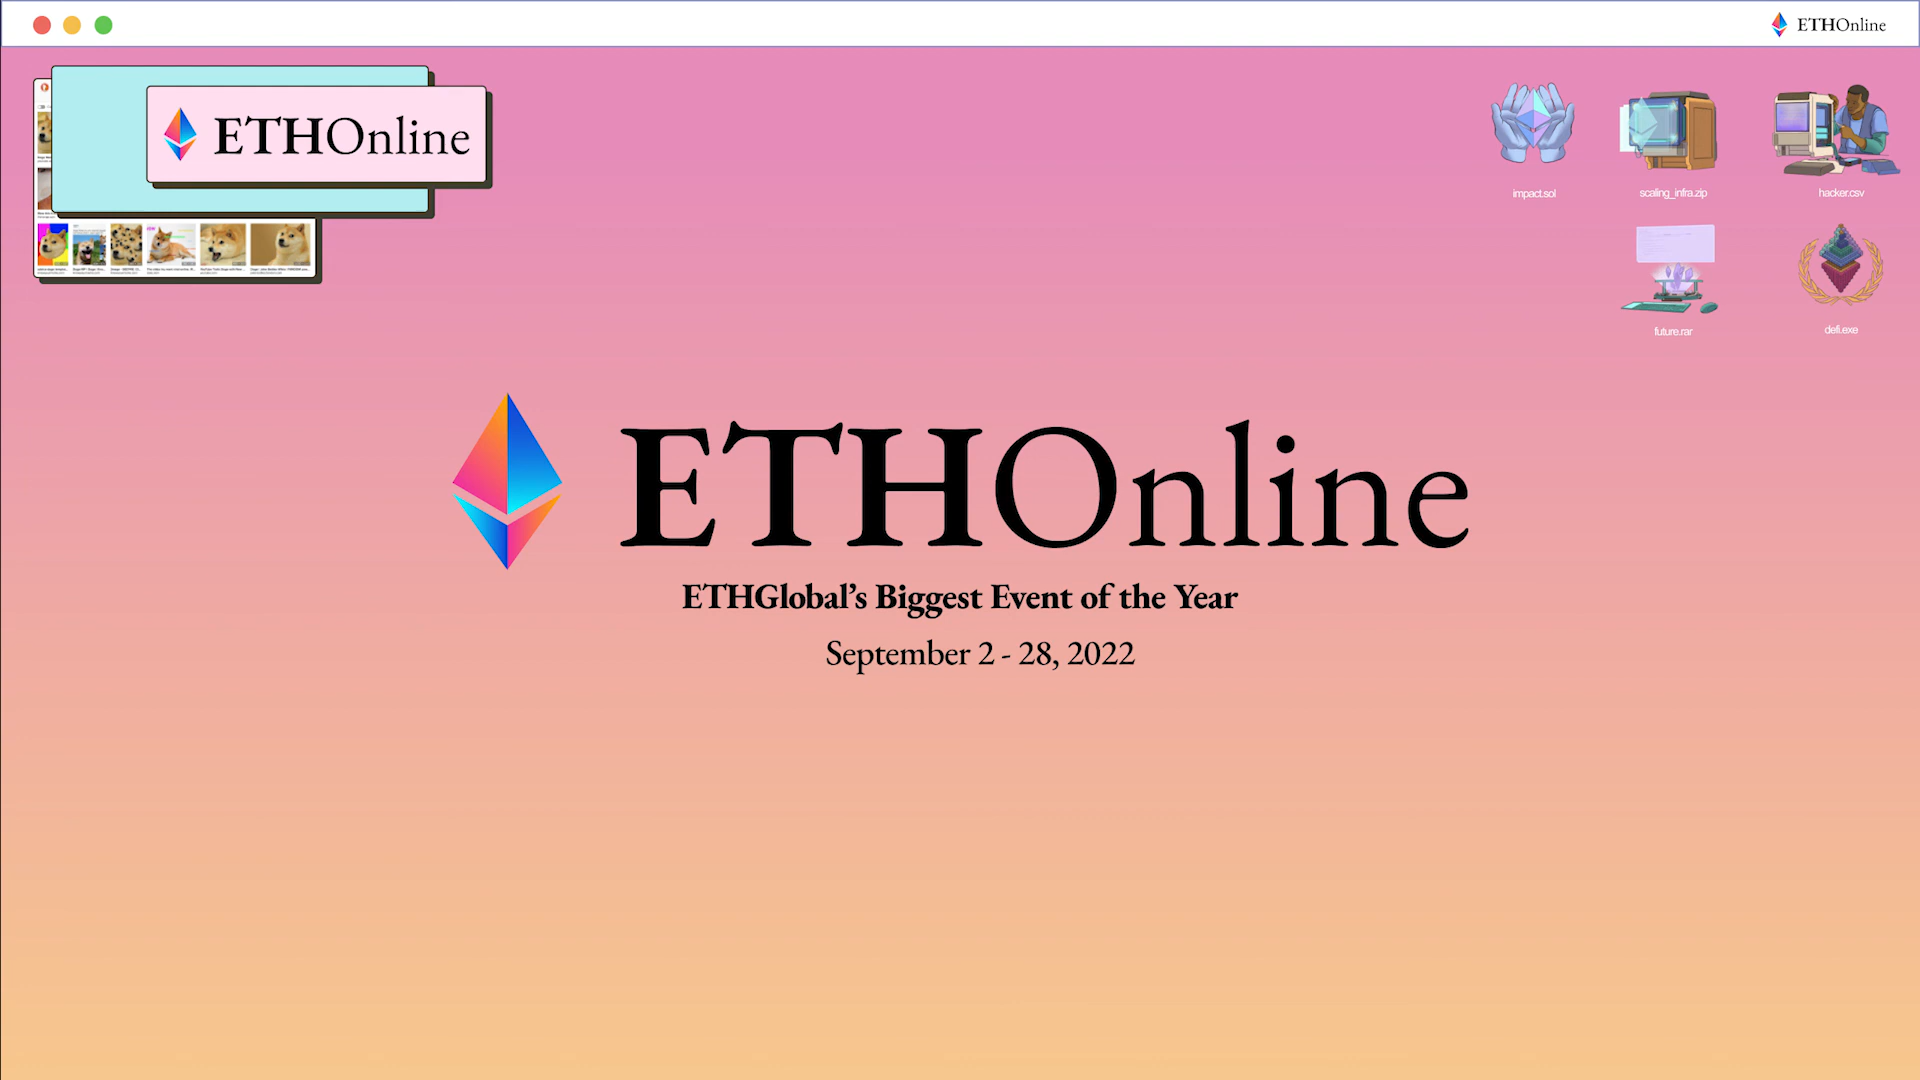 ETHOnline
ETHOnline
impact.sol
scaling_infra.zip
hacker.csv
future.rar
defi.exe
ETHOnline
ETHGlobal’s Biggest Event of the Year
September 2 - 28, 2022